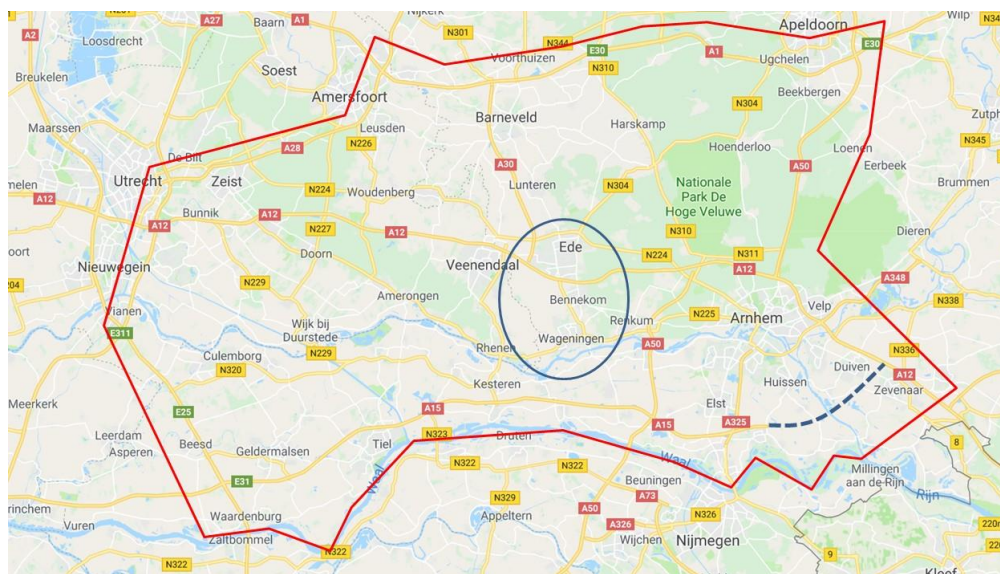 Nijkerk
Wilp
A27
A1
Baarn
Apeldoorn
A2
N301
N344
E30
E30
Loosdrecht
Voorthuizen
A1
Ugchelen
Soest
N310
Breukelen
Beekbergen
Amersfoort
N304
Barneveld
Harskamp
Maarssen
Leusden
N226
Hoenderloo
Loenen
N345
A28
De Bilt
A30
A50
Eerbeek
Utrecht
Zeist
N224
Lunteren
N304
Nationale
Park De
Hoge Veluwe
Brummen
A12
Woudenberg
Bunnik
A12
A12
N227
A12
N310
Dieren
Ede
Doorn
N224
N311
Nieuwegein
Veenendaal
A12
A348
N229
Amerongen
Bennekom
N338
Vianen
Renkum
N225
Velp
Arnhem
E311
Wijk bij
Duurstede
Wageningen
A50
N229
Rhenen
N336
Culemborg
N320
Duiven
A12
Kesteren
Huissen
Zevenaar
Meerkerk
E25
A15
Elst
A325
A15
Leerdam
N323
Druten
Asperen
Beesd
Tiel
8
Geldermalsen
N322
N322
Waal
Millingen
aan de Rijn
Waal
E31
Beuningen
A73
Rijn
N329
Waardenburg
Appeltern
A50
N326
Vuren
A326
Zaltbommel
Wijchen
Nijmegen
N322
N322
9